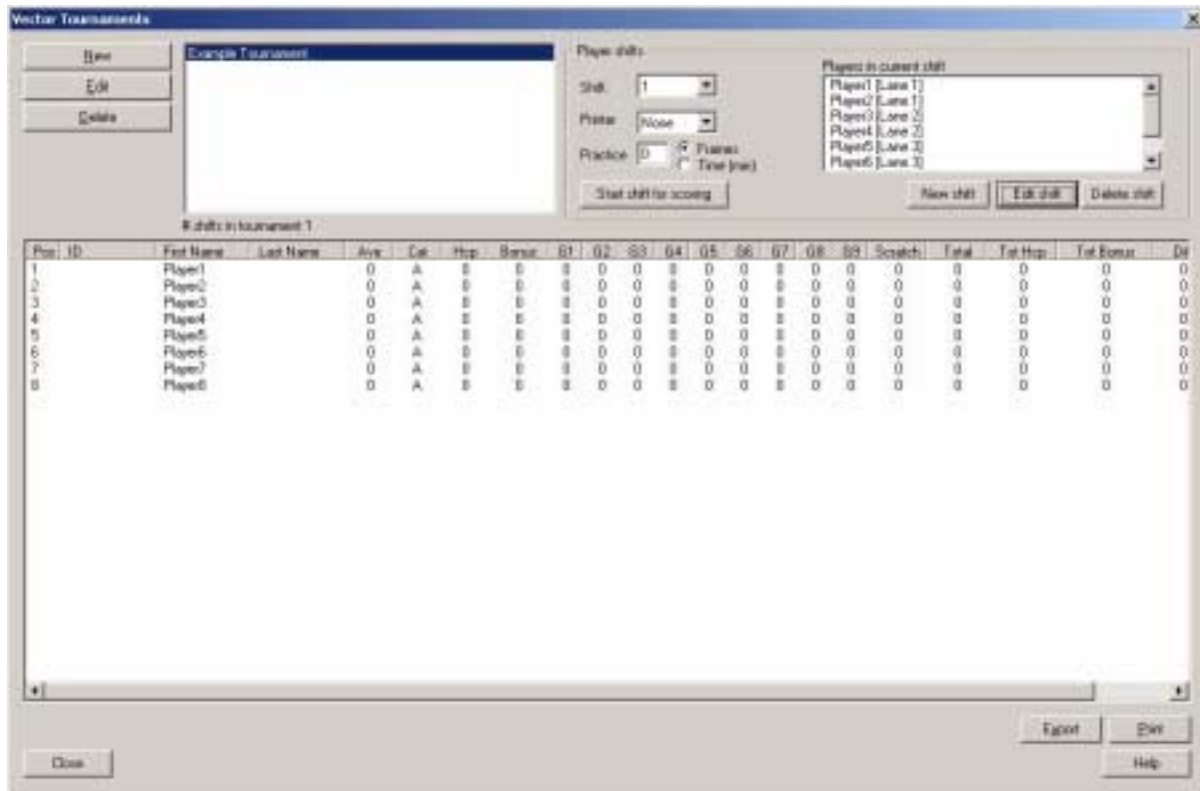 Vector Tournaments
New
Edit
Delete
Example Tournament
# shifts in tournament 1
Player shifts
Shift 1
Printer None
Practice 0 Frames
Time (min)
Start shift for scoring
Players in current shift
Player1 [Lane 1]
Player2 [Lane 1]
Player3 [Lane 2]
Player4 [Lane 2]
Player5 [Lane 3]
Player6 [Lane 3]
New shift Edit shift Delete shift
Pos ID First Name Last Name Ave Cat Hcp Bonus G1 G2 G3 G4 G5 G6 G7 G8 G9 Scratch Total Tot Hcp Tot Bonus Dif
1 Player1 0 A 0 0 0 0 0 0 0 0 0 0 0 0 0 0 0 0
2 Player2 0 A 0 0 0 0 0 0 0 0 0 0 0 0 0 0 0 0
3 Player3 0 A 0 0 0 0 0 0 0 0 0 0 0 0 0 0 0 0
4 Player4 0 A 0 0 0 0 0 0 0 0 0 0 0 0 0 0 0 0
5 Player5 0 A 0 0 0 0 0 0 0 0 0 0 0 0 0 0 0 0
6 Player6 0 A 0 0 0 0 0 0 0 0 0 0 0 0 0 0 0 0
7 Player7 0 A 0 0 0 0 0 0 0 0 0 0 0 0 0 0 0 0
8 Player8 0 A 0 0 0 0 0 0 0 0 0 0 0 0 0 0 0 0
Export Print
Close Help